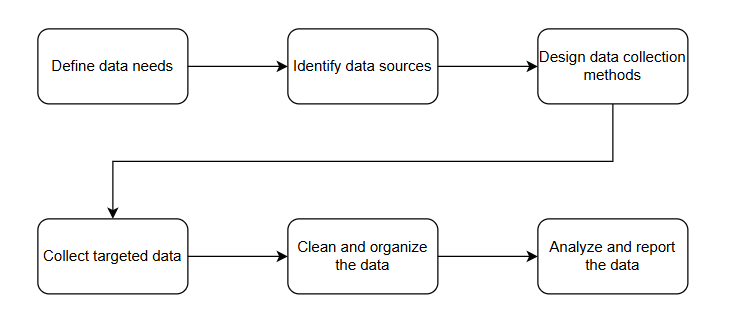 Define data needs
Identify data sources
Design data collection
methods
Collect targeted data
Clean and organize
the data
Analyze and report
the data